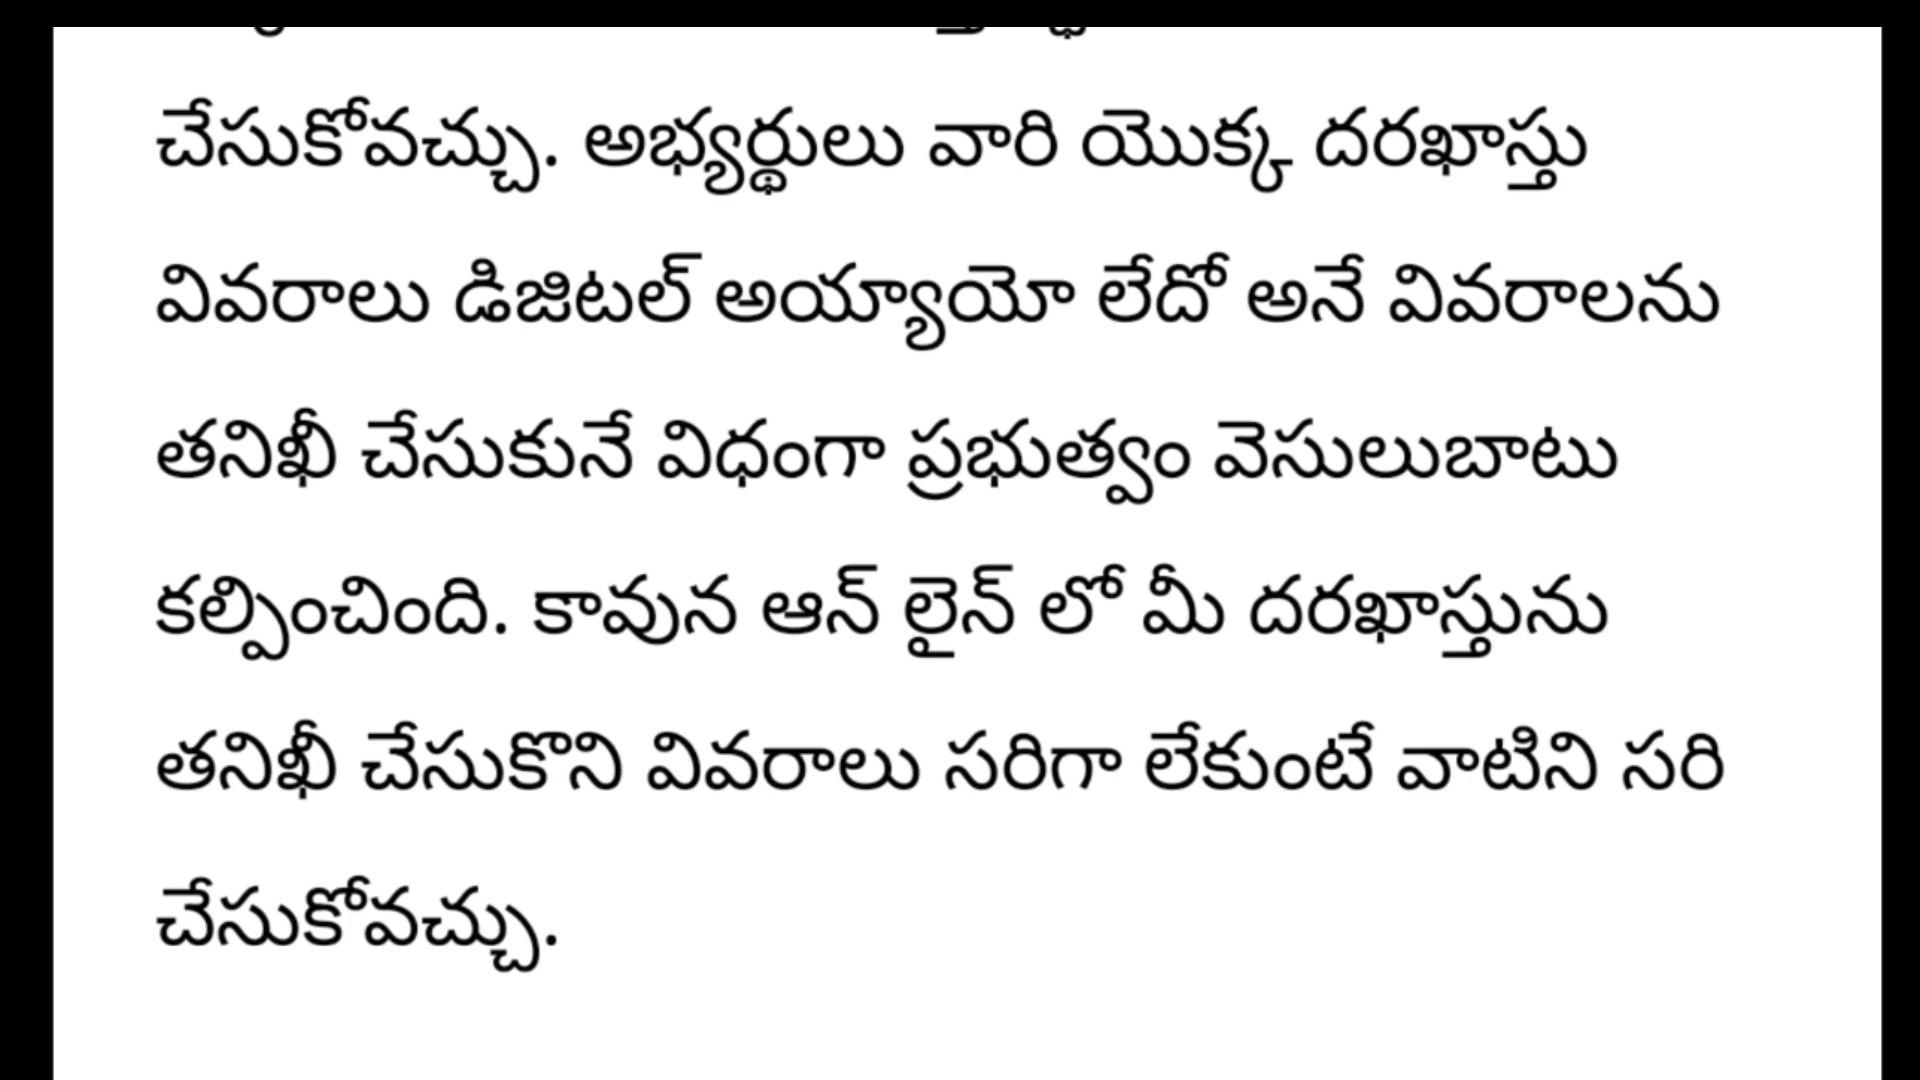 చేసుకోవచ్చు. అభ్యర్థులు వారి యొక్క దరఖాస్తు
వివరాలు డిజిటల్ అయ్యాయో లేదో అనే వివరాలను
తనిఖీ చేసుకునే విధంగా ప్రభుత్వం వెసులుబాటు
కల్పించింది. కావున ఆన్ లైన్ లో మీ దరఖాస్తును
తనిఖీ చేసుకొని వివరాలు సరిగా లేకుంటే వాటిని సరి
చేసుకోవచ్చు.